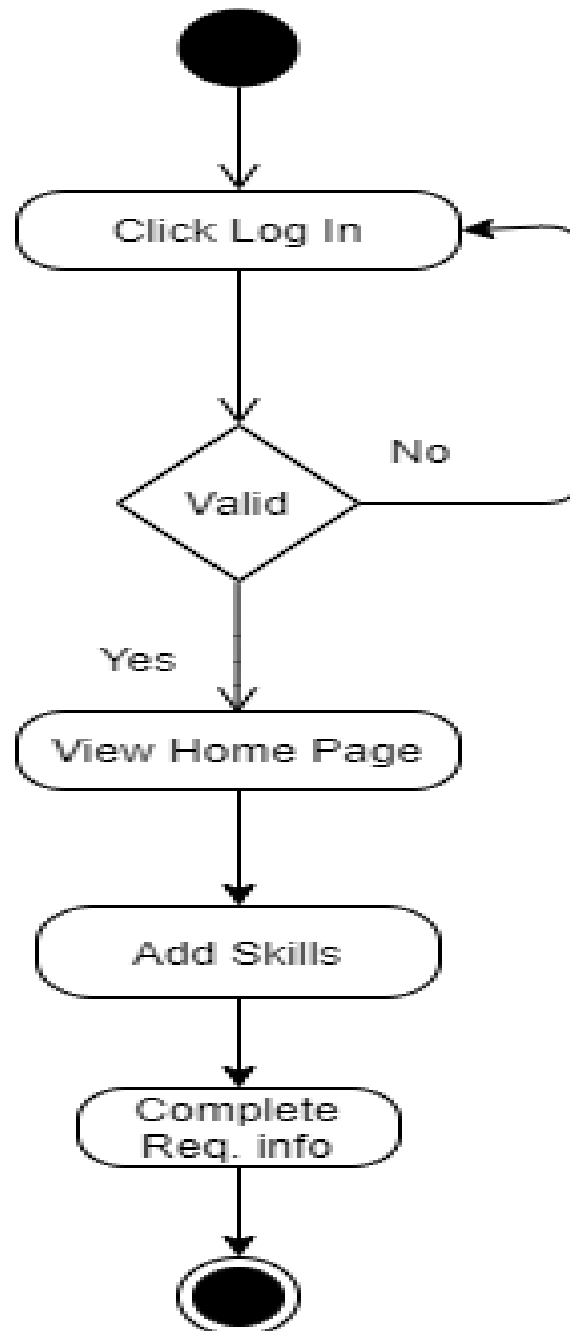 Click Log In
No
Valid
Yes
View Home Page
Add Skills
Complete
Req. info